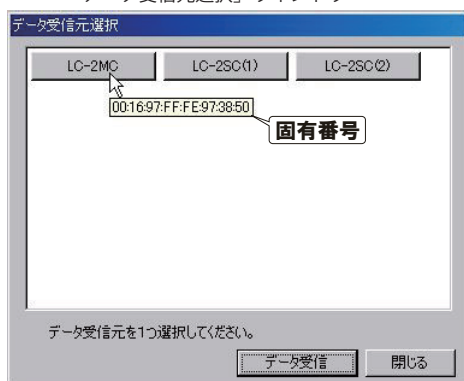 データ受信元選択
LC-2MC LC-2SC(1) LC-2SC(2)
00:16:97:FF:FE:97:38:50
固有番号
データ受信元を1つ選択してください。
データ受信 閉じる